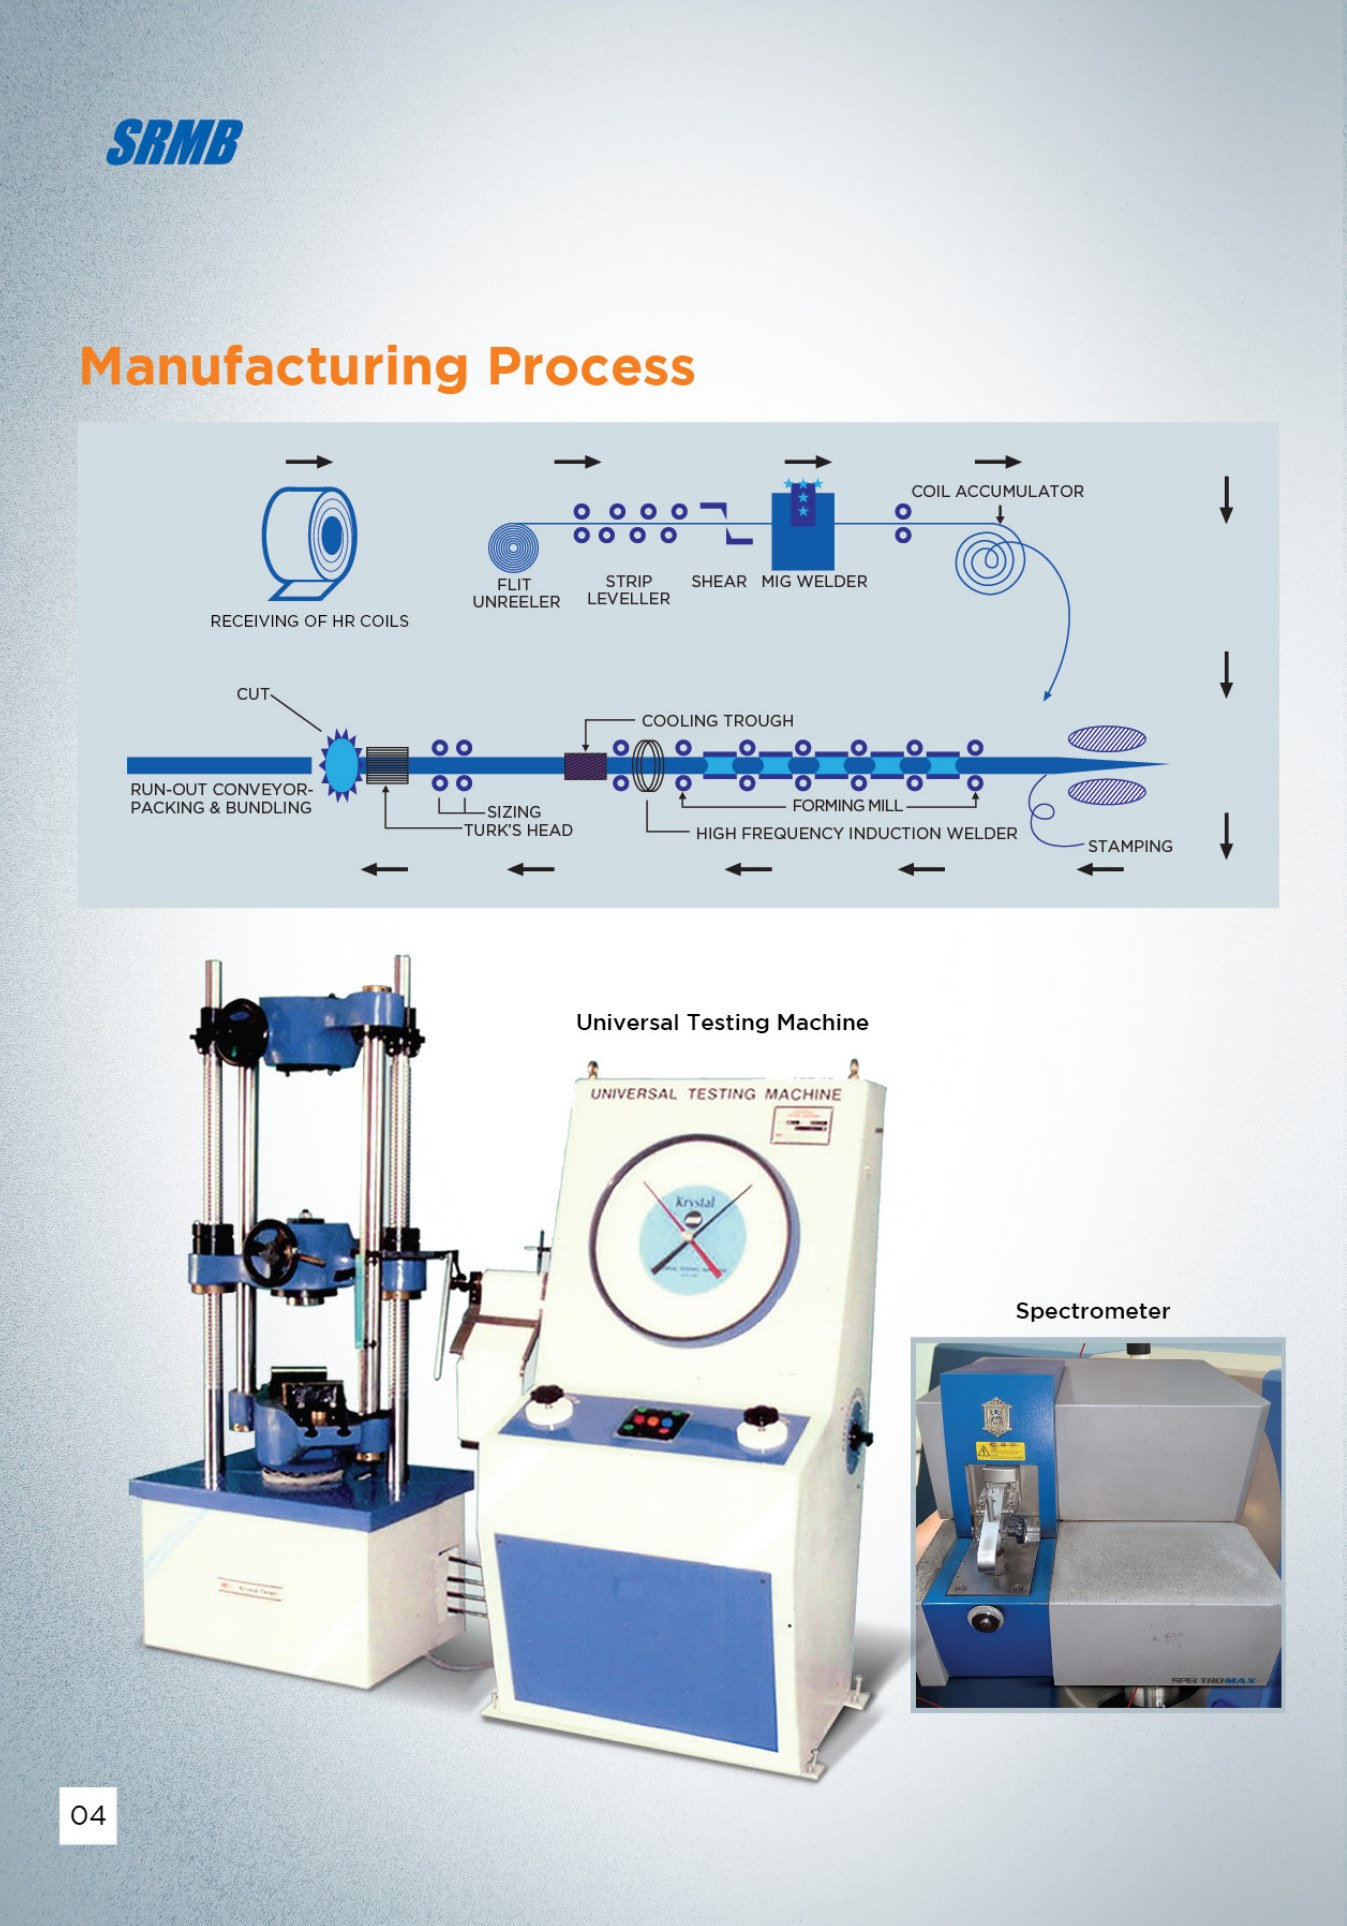 SRMB
Manufacturing Process
COIL ACCUMULATOR
FLIT
UNREELER
STRIP
LEVELLER
SHEAR
MIG WELDER
RECEIVING OF HR COILS
CUT
COOLING TROUGH
RUN-OUT CONVEYOR-
PACKING & BUNDLING
SIZING
TURK'S HEAD
FORMING MILL
HIGH FREQUENCY INDUCTION WELDER
STAMPING
Universal Testing Machine
UNIVERSAL TESTING MACHINE
Krystal
Spectrometer
SPECTROMAX
04